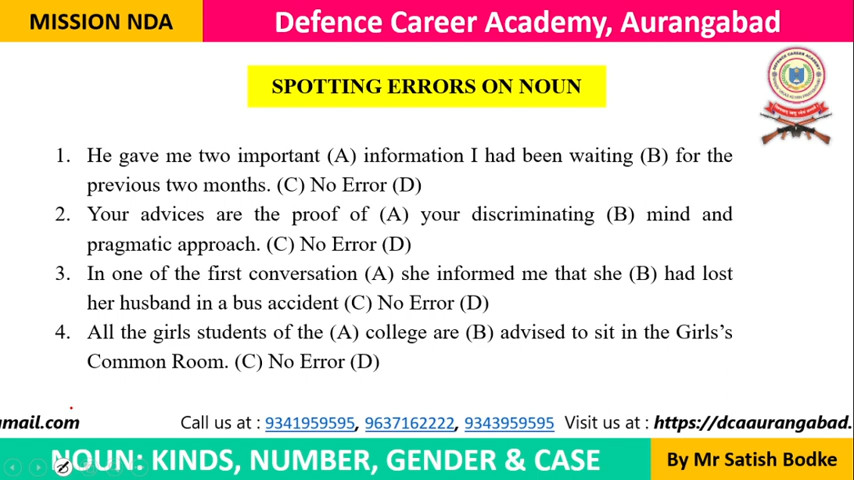 MISSION NDA
Defence Career Academy, Aurangabad
SPOTTING ERRORS ON NOUN
1. He gave me two important (A) information I had been waiting (B) for the
previous two months. (C) No Error (D)
2. Your advices are the proof of (A) your discriminating (B) mind and
pragmatic approach. (C) No Error (D)
3. In one of the first conversation (A) she informed me that she (B) had lost
her husband in a bus accident (C) No Error (D)
4. All the girls students of the (A) college are (B) advised to sit in the Girls’s
Common Room. (C) No Error (D)
mail.com Call us at : 9341959595, 9637162222, 9343959595 Visit us at : https://dcaaurangabad.
NOUN: KINDS, NUMBER, GENDER & CASE
By Mr Satish Bodke